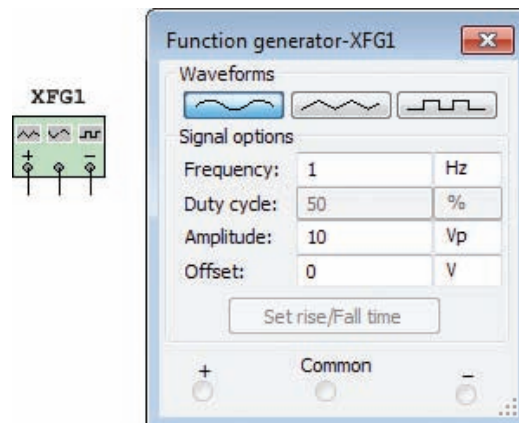 XFG1
+ −
Function generator-XFG1
Waveforms
Signal options
Frequency: 1 Hz
Duty cycle: 50 %
Amplitude: 10 Vp
Offset: 0 V
Set rise/Fall time
+ Common −